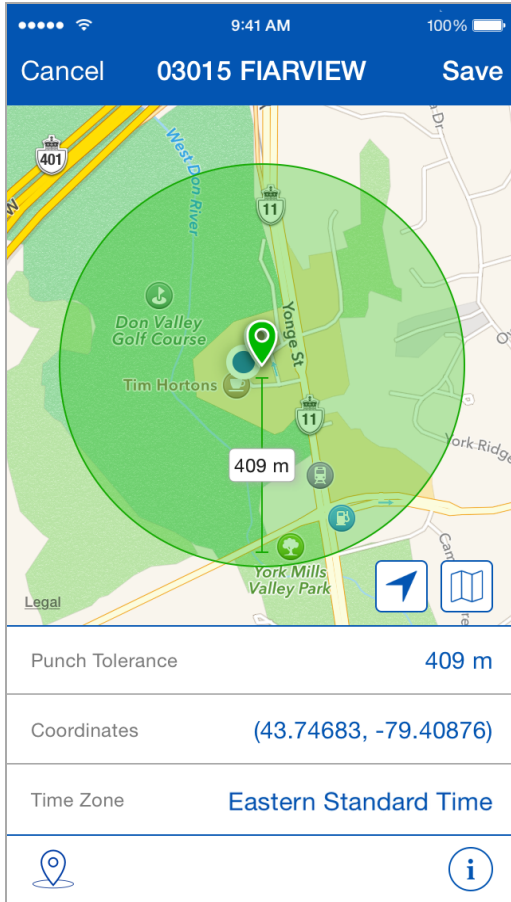 9:41 AM 100%
Cancel 03015 FIARVIEW Save
401
West Don River
11
Don Valley
Golf Course
Yonge St
Tim Hortons
11
409 m
York Ridge
York Mills
Valley Park
Legal
Punch Tolerance 409 m
Coordinates (43.74683, -79.40876)
Time Zone Eastern Standard Time
i